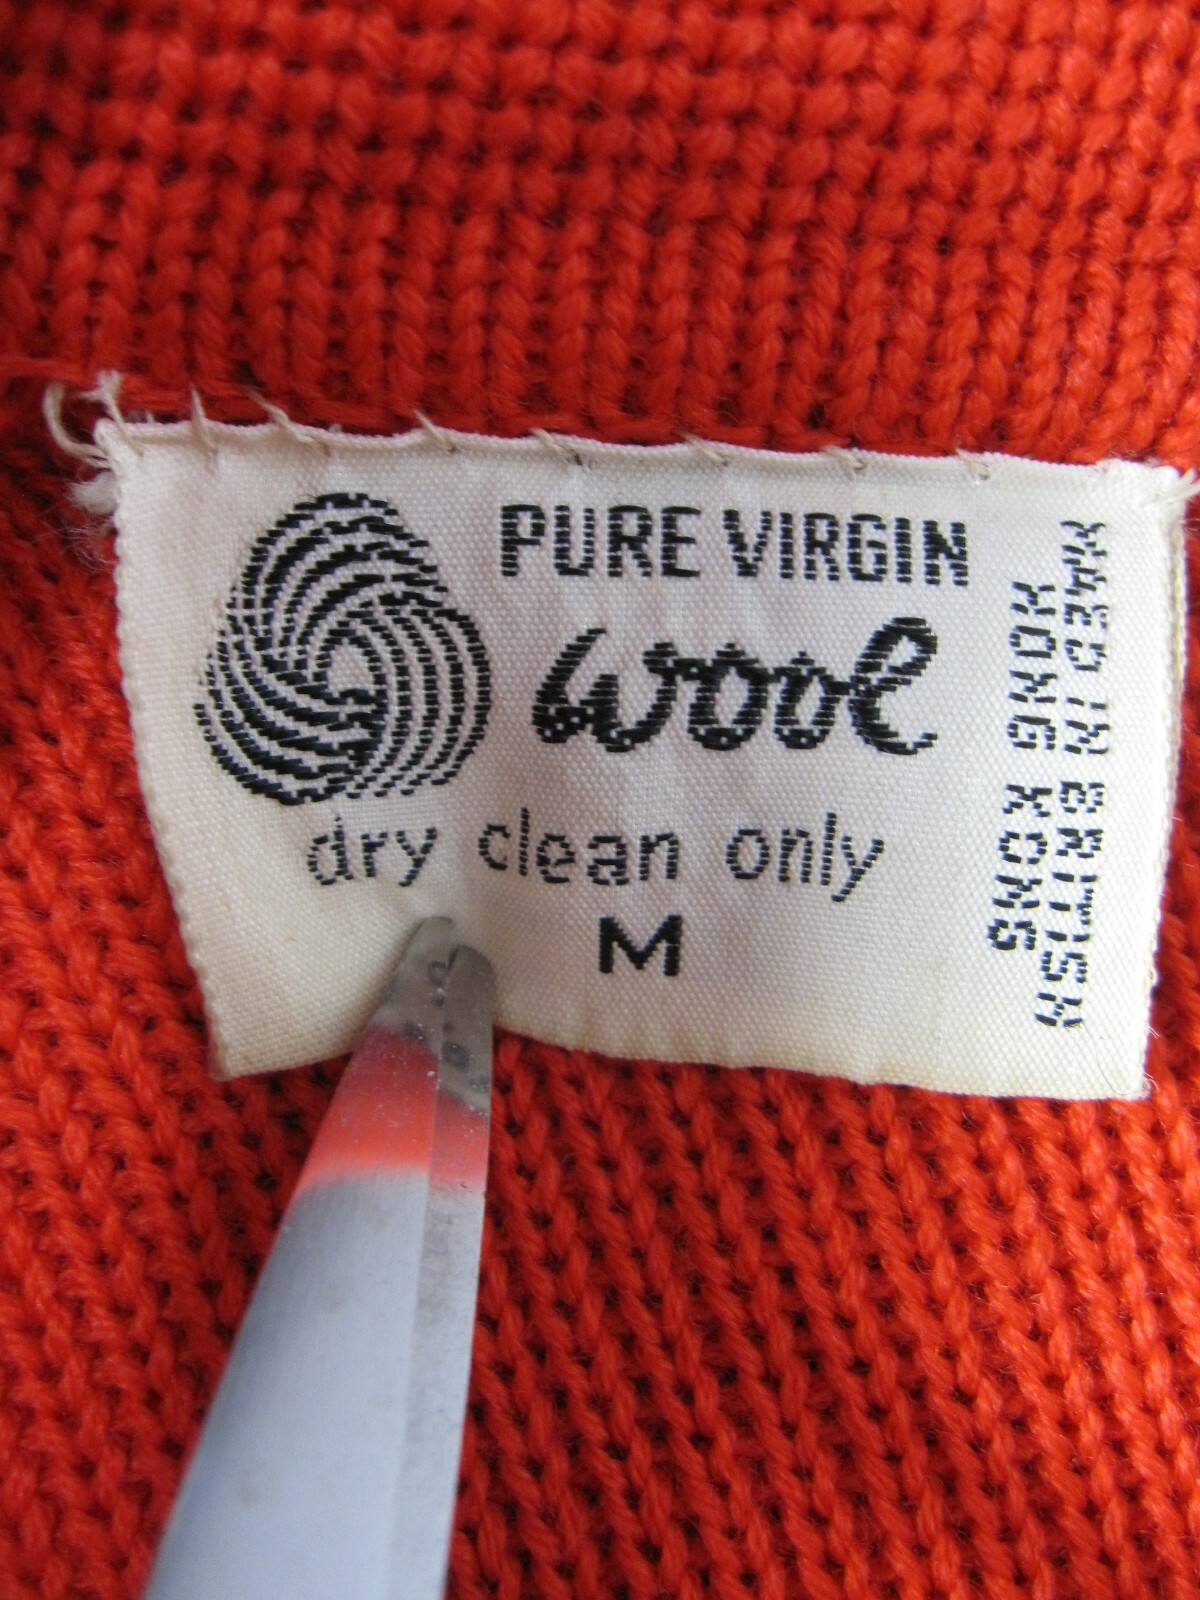 PURE VIRGIN
wool
dry clean only
M
MADE IN BRITISH
HONG KONG